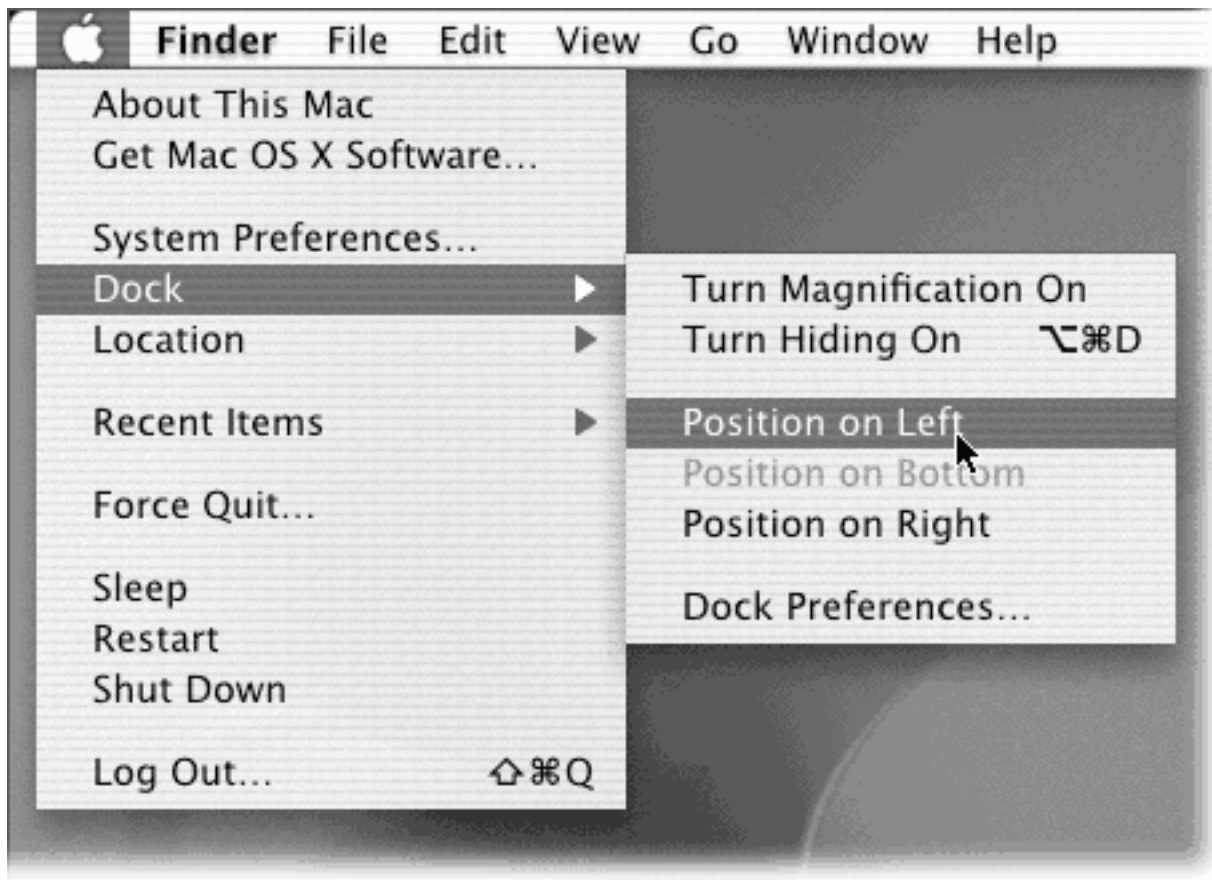 Finder File Edit View Go Window Help
About This Mac
Get Mac OS X Software...
System Preferences...
Dock
Location
Recent Items
Force Quit...
Sleep
Restart
Shut Down
Log Out... ⇧⌘Q
Turn Magnification On
Turn Hiding On ⌥⌘D
Position on Left
Position on Bottom
Position on Right
Dock Preferences...